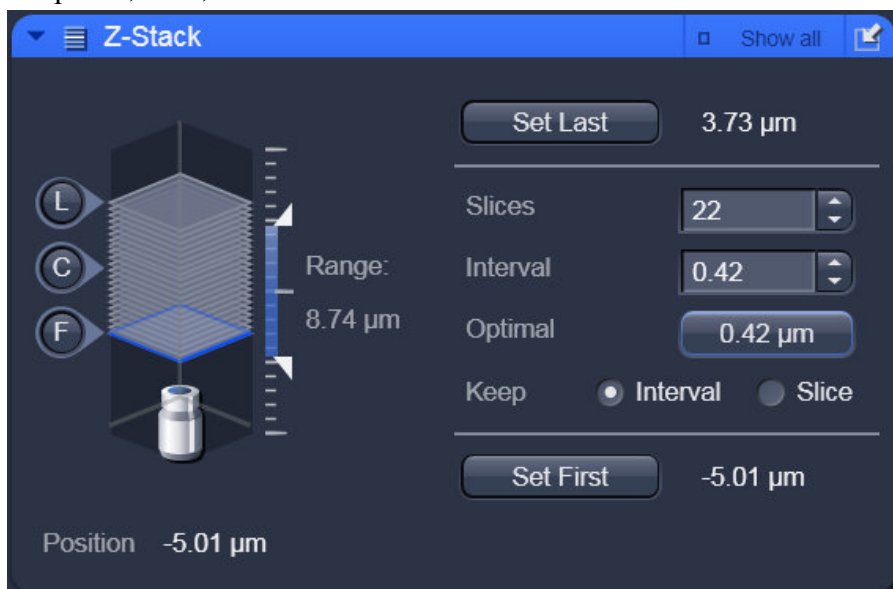 Z-Stack Show all
Set Last 3.73 µm
L
Slices 22
C Range: Interval 0.42
F 8.74 µm Optimal 0.42 µm
Keep Interval Slice
Set First -5.01 µm
Position -5.01 µm